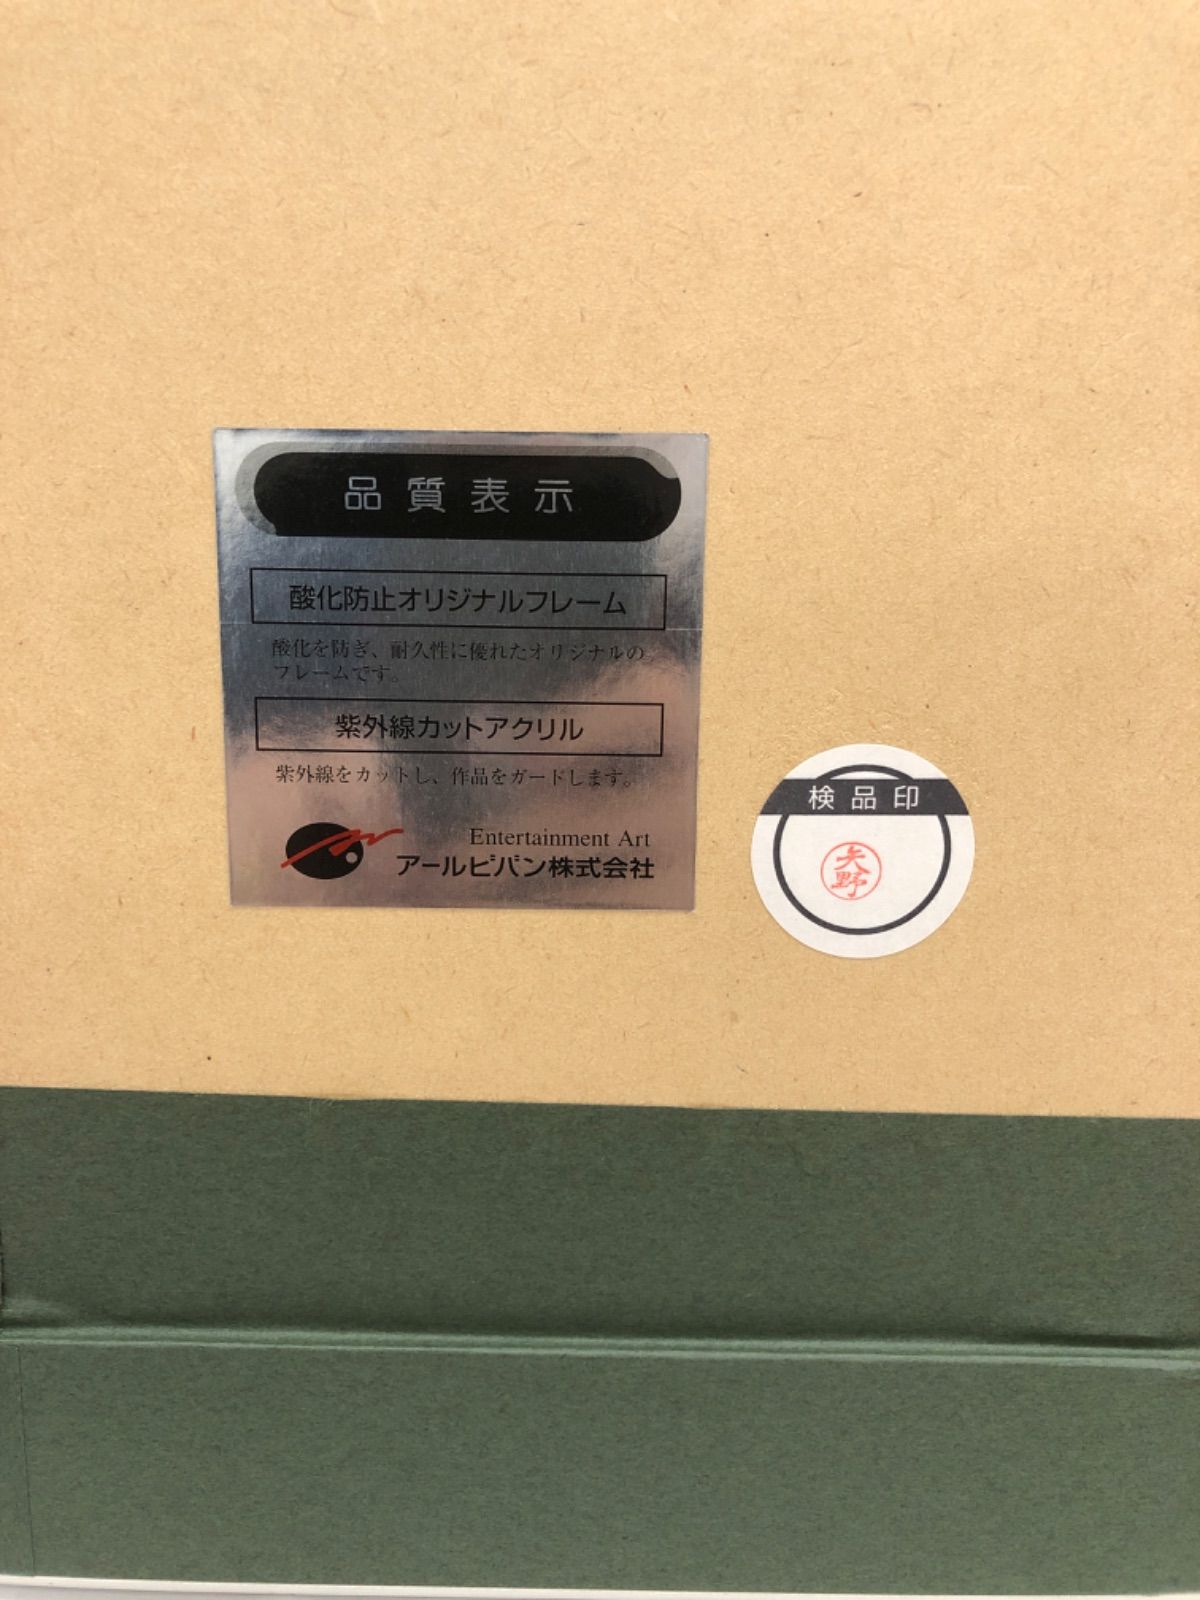 品質表示
酸化防止オリジナルフレーム
酸化を防ぎ、耐久性に優れたオリジナルの
フレームです。
紫外線カットアクリル
紫外線をカットし、作品をガードします。
Entertainment Art
アールビバン株式会社
検品印
矢野